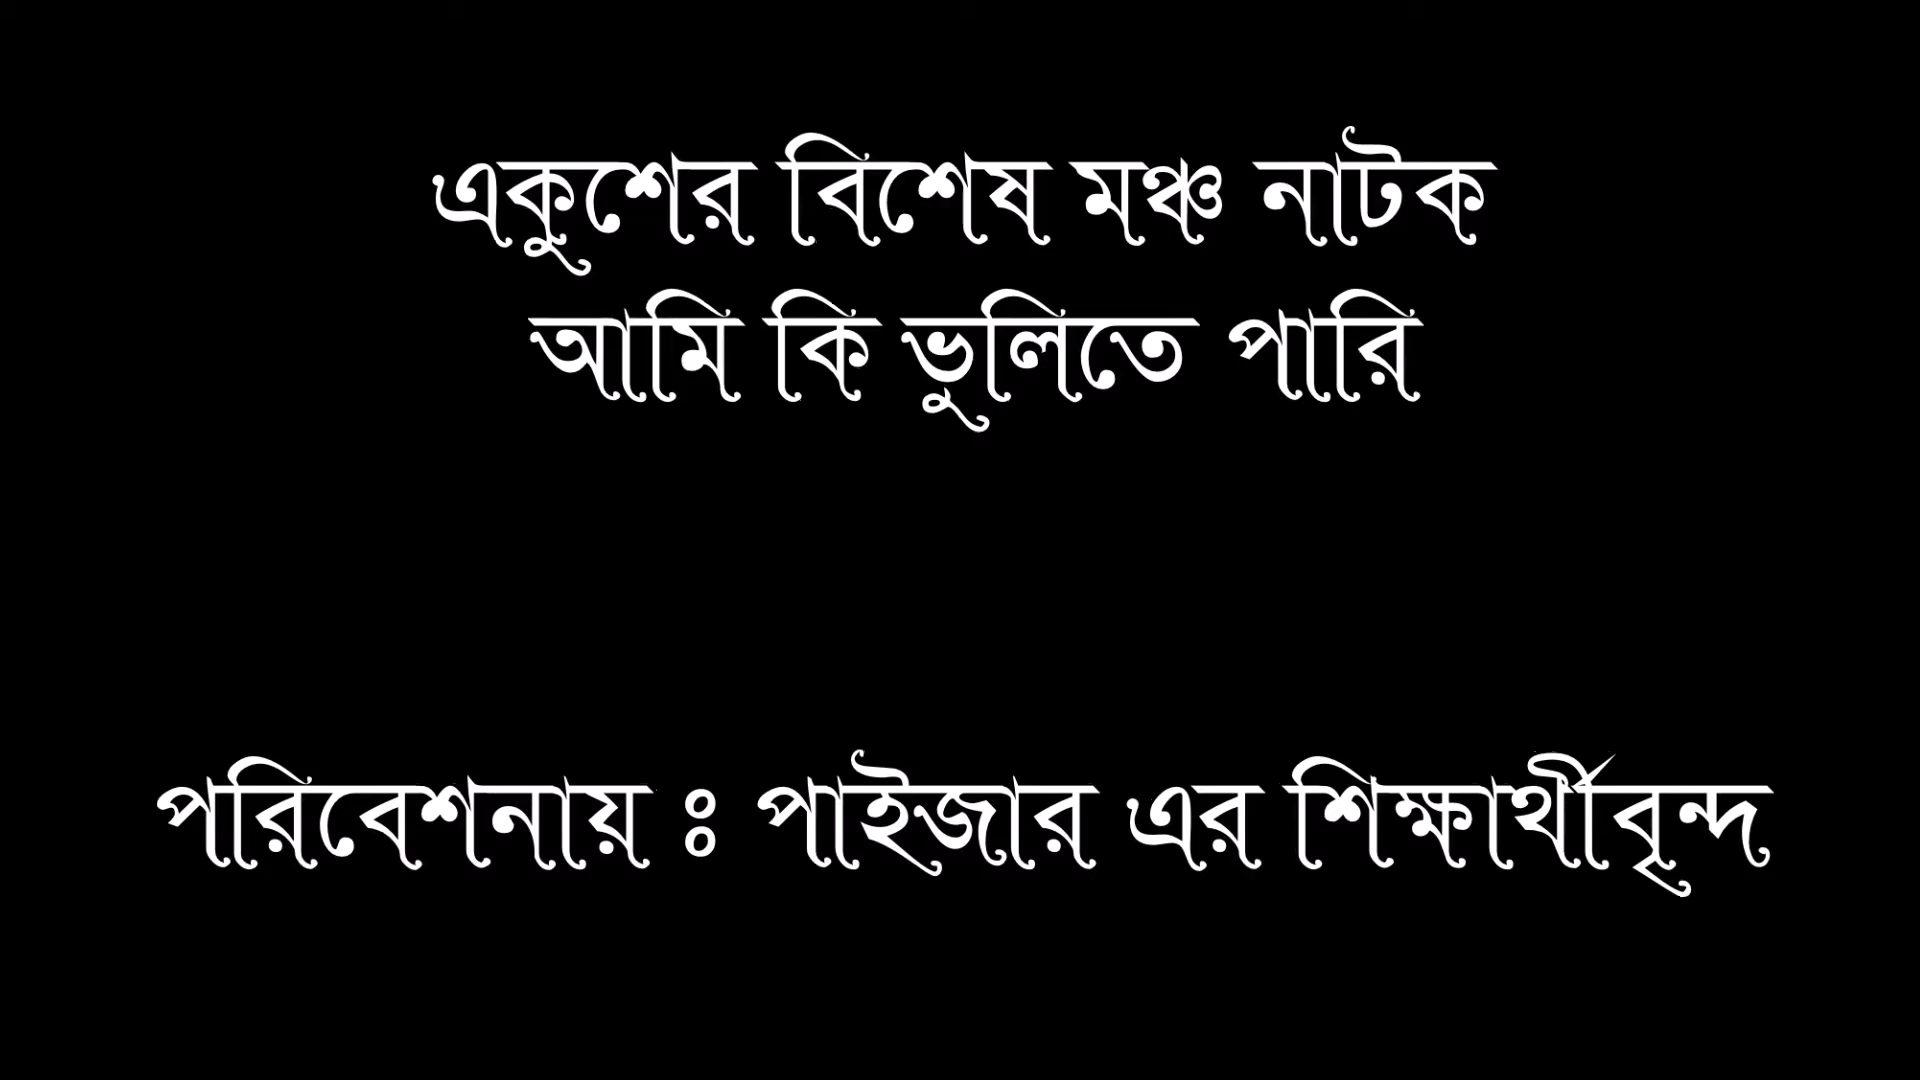 একুশের বিশেষ মঞ্চ নাটক
আমি কি ভুলিতে পারি
পরিবেশনায় ঃ পাইজার এর শিক্ষার্থীবৃন্দ